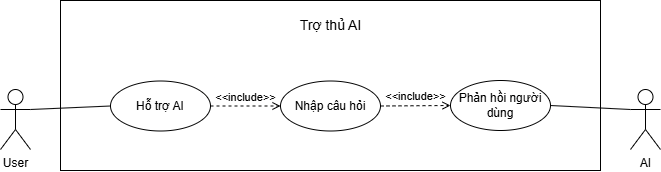 Trợ thủ AI
Hỗ trợ AI
<<include>>
Nhập câu hỏi
<<include>>
Phản hồi người
dùng
User
AI